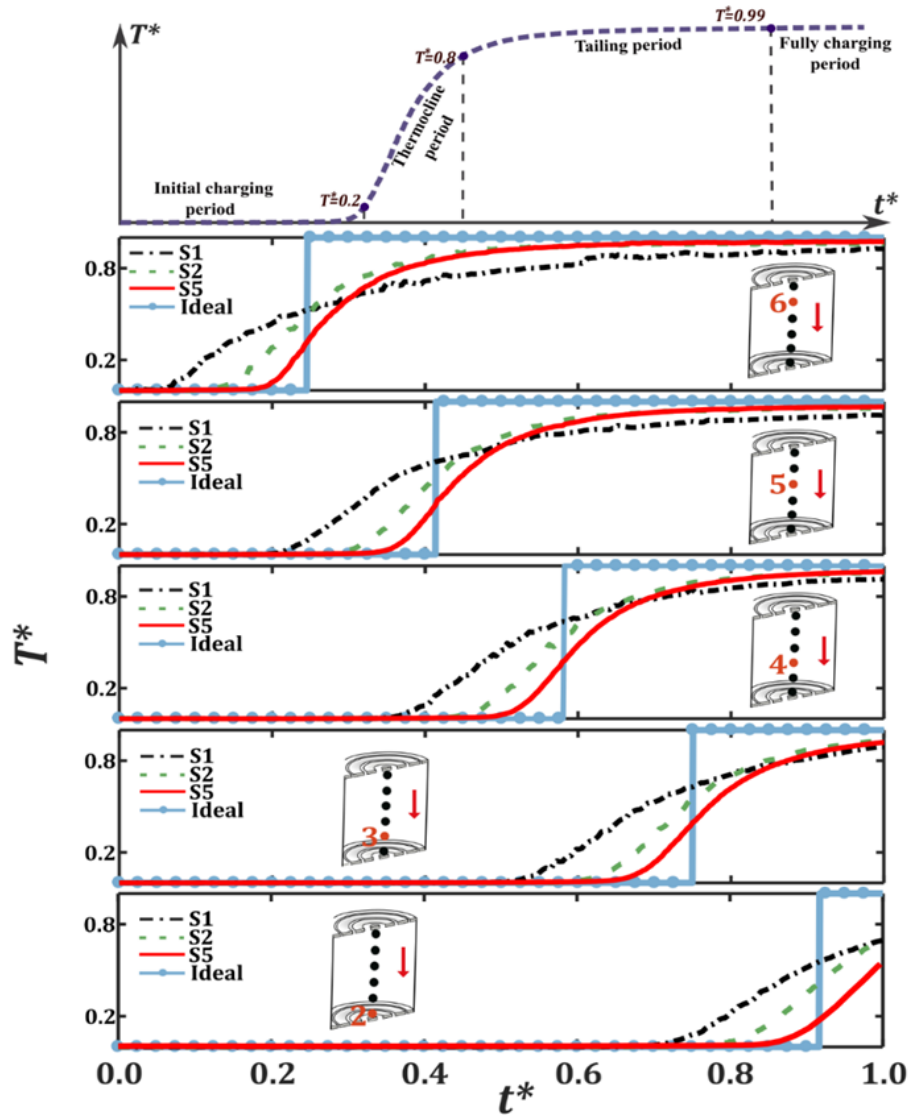 T*
T*=0.99
T*=0.8
Tailing period
Fully charging
period
Thermocline
period
Initial charging
period
T*=0.2
t*
S1
S2
S5
Ideal
0.8
0.2
6
S1
S2
S5
Ideal
0.8
0.2
5
S1
S2
S5
Ideal
0.8
0.2
4
T*
S1
S2
S5
Ideal
0.8
0.2
3
S1
S2
S5
Ideal
0.8
0.2
2
0.0 0.2 0.4 0.6 0.8 1.0
t*